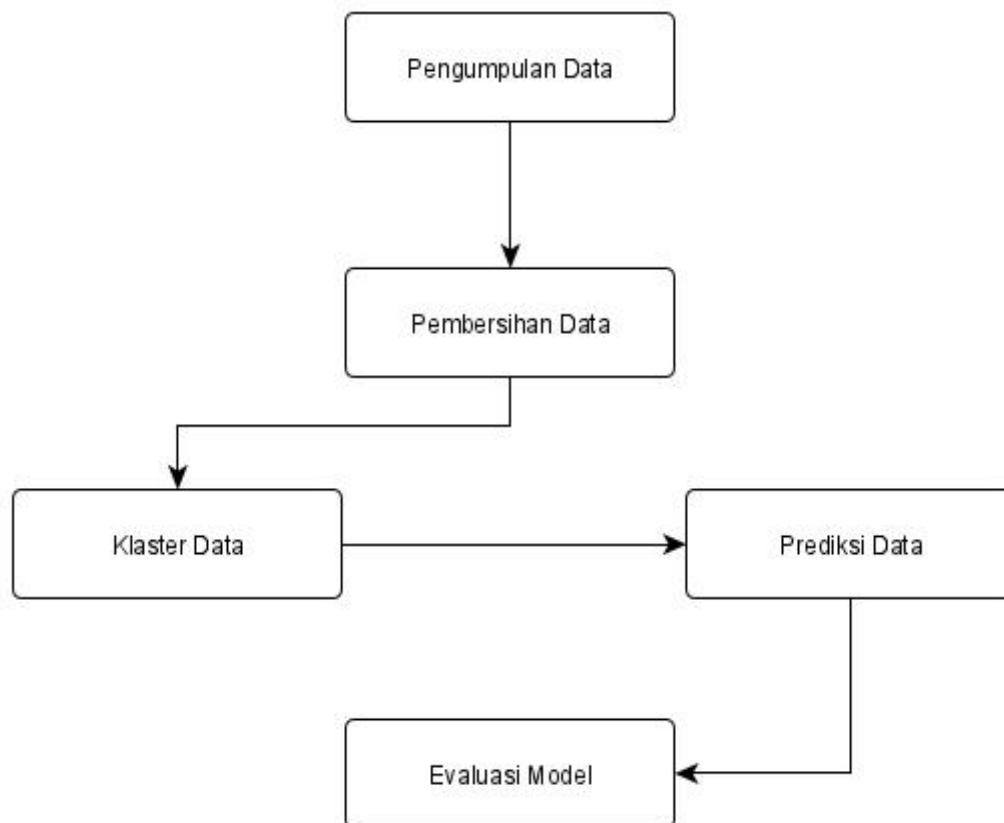 Pengumpulan Data
Pembersihan Data
Klaster Data
Prediksi Data
Evaluasi Model